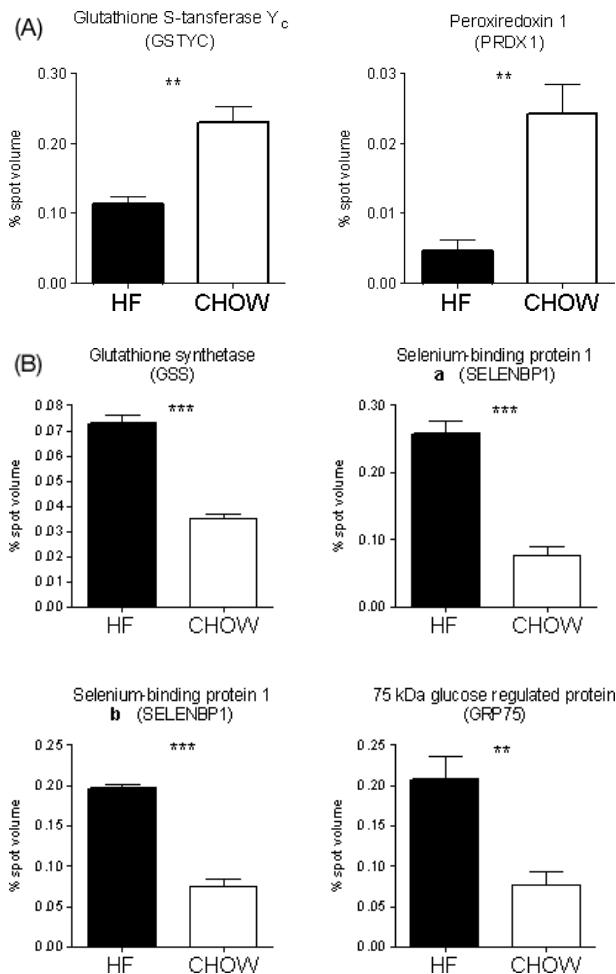 (A)
Glutathione S-tansferase Yc
(GSTYC)
**
% spot volume
0.30
0.20
0.10
0.00
HF CHOW
Peroxiredoxin 1
(PRDX1)
**
% spot volume
0.03
0.02
0.01
0.00
HF CHOW
(B)
Glutathione synthetase
(GSS)
***
% spot volume
0.08
0.07
0.06
0.05
0.04
0.03
0.02
0.01
0.00
HF CHOW
Selenium-binding protein 1
a (SELENBP1)
***
% spot volume
0.30
0.20
0.10
0.00
HF CHOW
Selenium-binding protein 1
b (SELENBP1)
***
% spot volume
0.25
0.20
0.15
0.10
0.05
0.00
HF CHOW
75 kDa glucose regulated protein
(GRP75)
**
% spot volume
0.25
0.20
0.15
0.10
0.05
0.00
HF CHOW